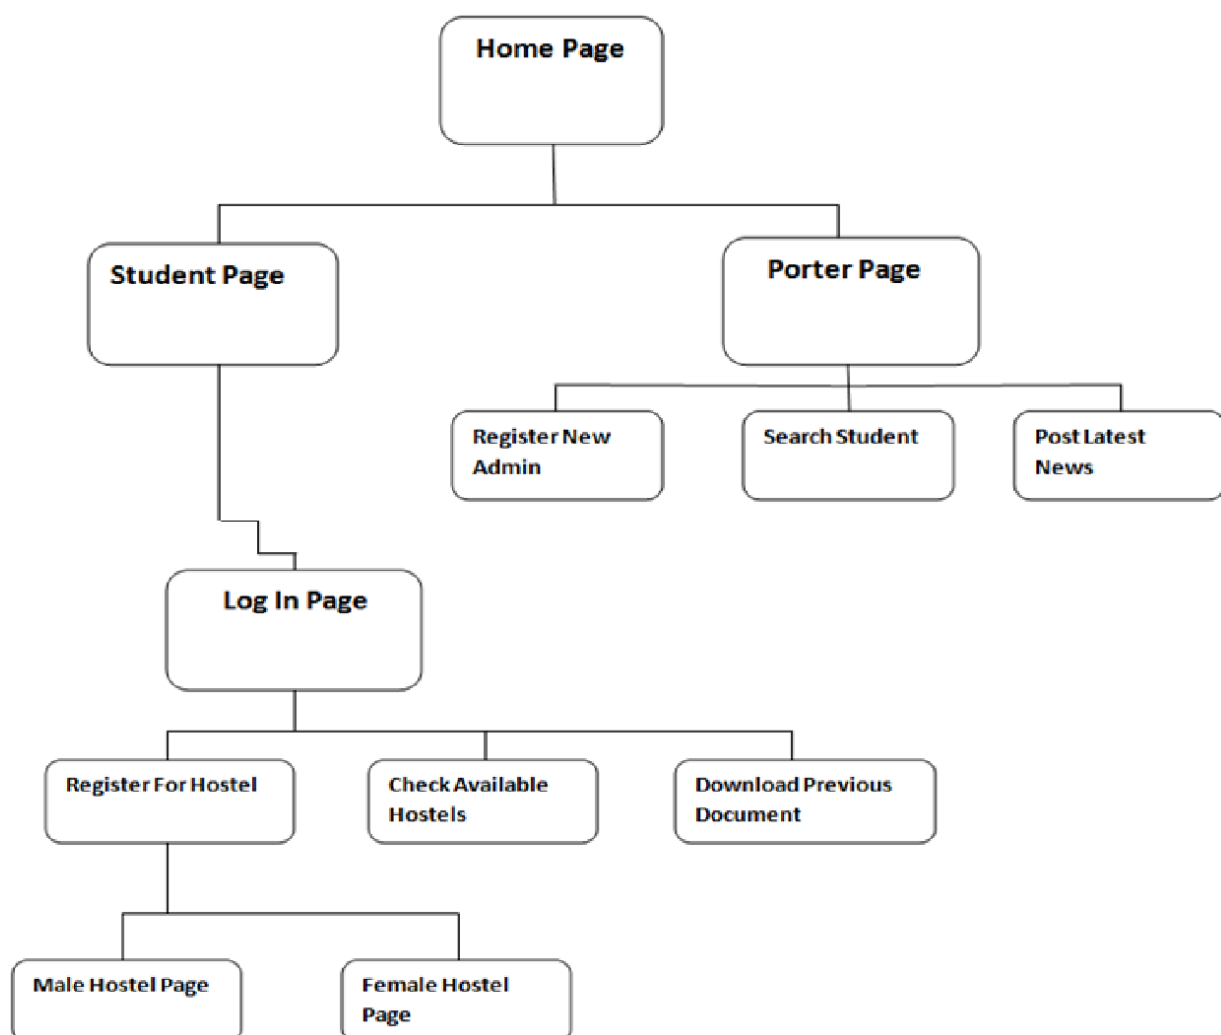 Home Page
Student Page
Porter Page
Register New
Admin
Search Student
Post Latest
News
Log In Page
Register For Hostel
Check Available
Hostels
Download Previous
Document
Male Hostel Page
Female Hostel
Page